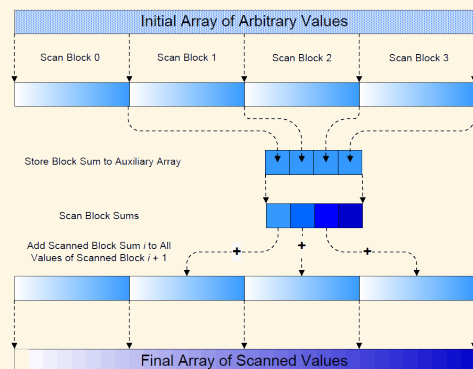 Initial Array of Arbitrary Values
Scan Block 0 Scan Block 1 Scan Block 2 Scan Block 3
Store Block Sum to Auxiliary Array
Scan Block Sums
Add Scanned Block Sum i to All
Values of Scanned Block i + 1
+ + +
Final Array of Scanned Values